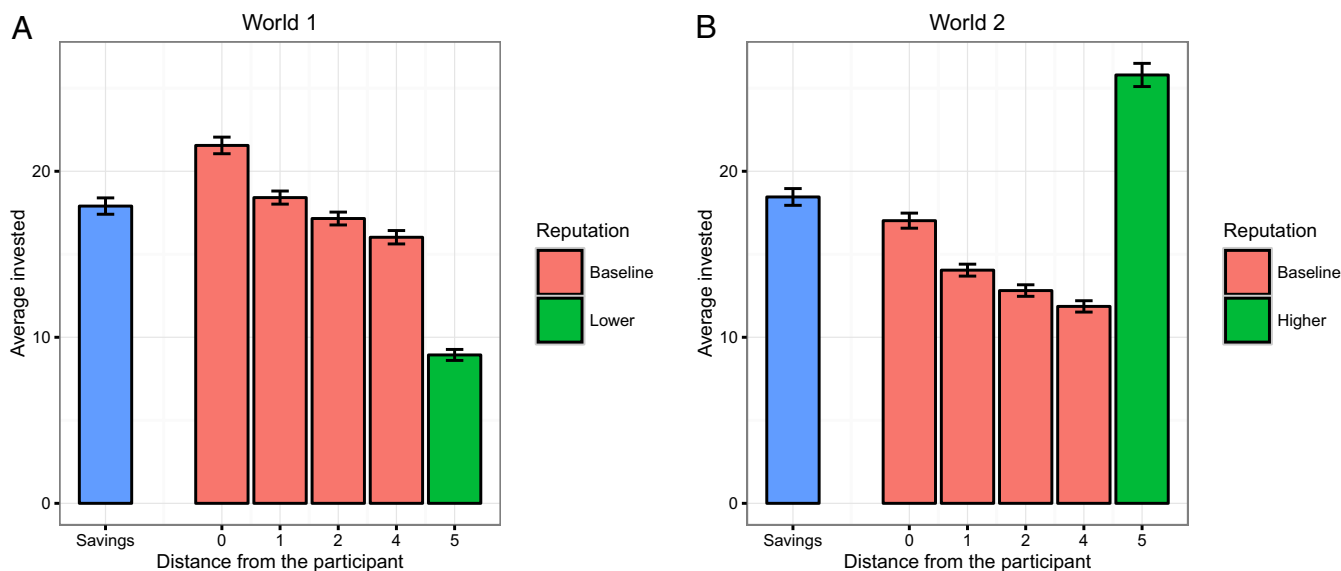 A
World 1
Average invested
20
10
0
Savings
0
1
2
4
5
Distance from the participant
Reputation
Baseline
Lower
B
World 2
Average invested
20
10
0
Savings
0
1
2
4
5
Distance from the participant
Reputation
Baseline
Higher